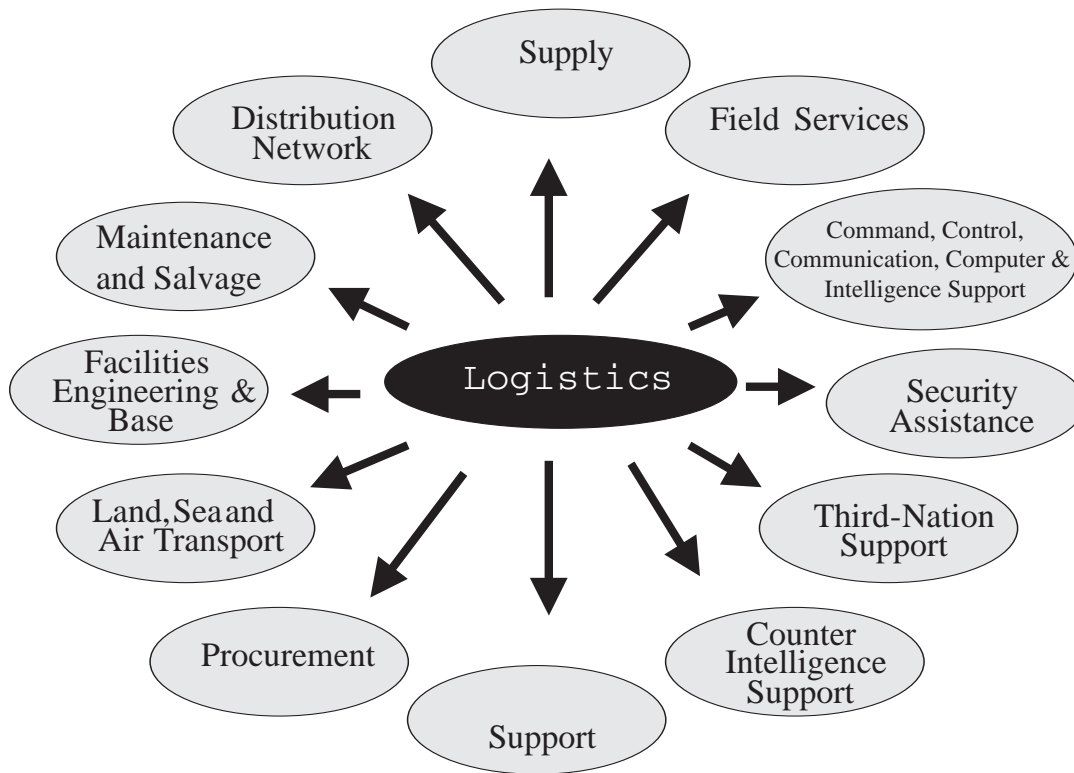 Supply
Distribution
Network
Field Services
Maintenance
and Salvage
Command, Control,
Communication, Computer &
Intelligence Support
Logistics
Facilities
Engineering &
Base
Security
Assistance
Land, Sea and
Air Transport
Third-Nation
Support
Procurement
Counter
Intelligence
Support
Support